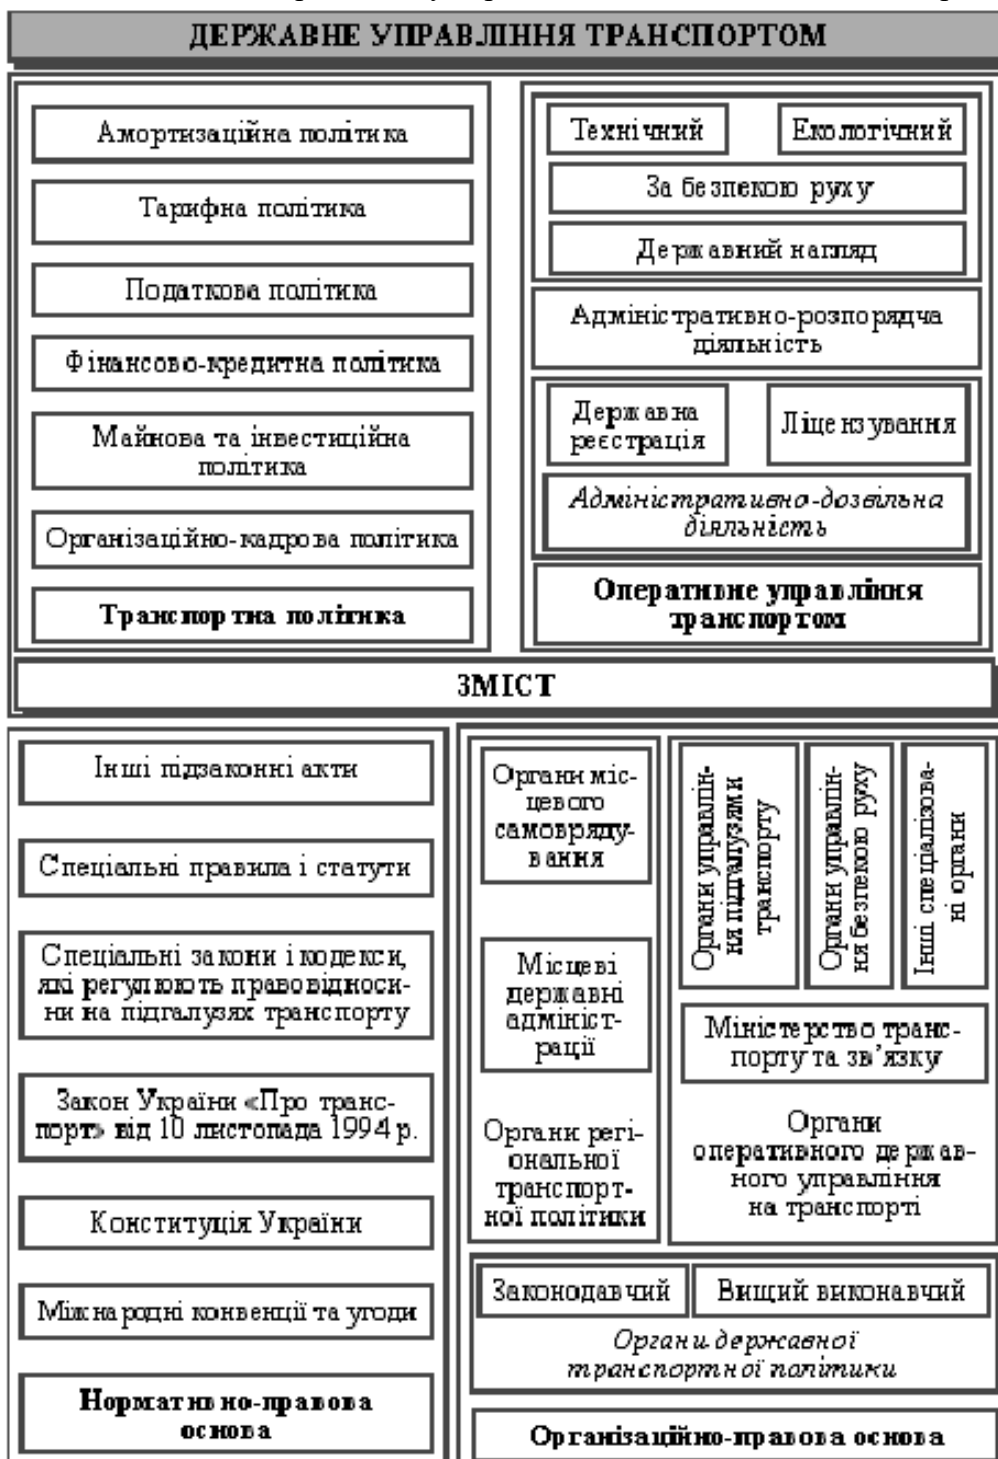 ДЕРЖАВНЕ УПРАВЛІННЯ ТРАНСПОРТОМ
Амортизаційна політика
Тарифна політика
Податкова політика
Фінансово-кредитна політика
Майнова та інвестиційна
політика
Організаційно-кадрова політика
Транспортна політика
Технічний
Екологічний
За безпекою руху
Державний нагляд
Адміністративно-розпорядча
діяльність
Державна
реєстрація
Ліцензування
Адміністративно-дозвільна
діяльність
Оперативне управління
транспортом
ЗМІСТ
Інші підзаконні акти
Спеціальні правила і статути
Спеціальні закони і кодекси,
які регулюють правовідноси-
ни на підгалузях транспорту
Закон України «Про транс-
порт» від 10 листопада 1994 р.
Конституція України
Міжнародні конвенції та угоди
Нормативно-правова
основа
Органи міс-
цевого
самовряду-
вання
Місцеві
державні
адмініст-
рації
Органи регі-
ональної
транспорт-
ної політики
Органи управлін-
ня підгалузями
транспорту
Органи управлін-
ня безпекою руху
Інші спеціалізова-
ні органи
Міністерство транс-
порту та зв’язку
Органи
оперативного держав-
ного управління
на транспорті
Законодавчий
Вищий виконавчий
Органи державної
транспортної політики
Організаційно-правова основа